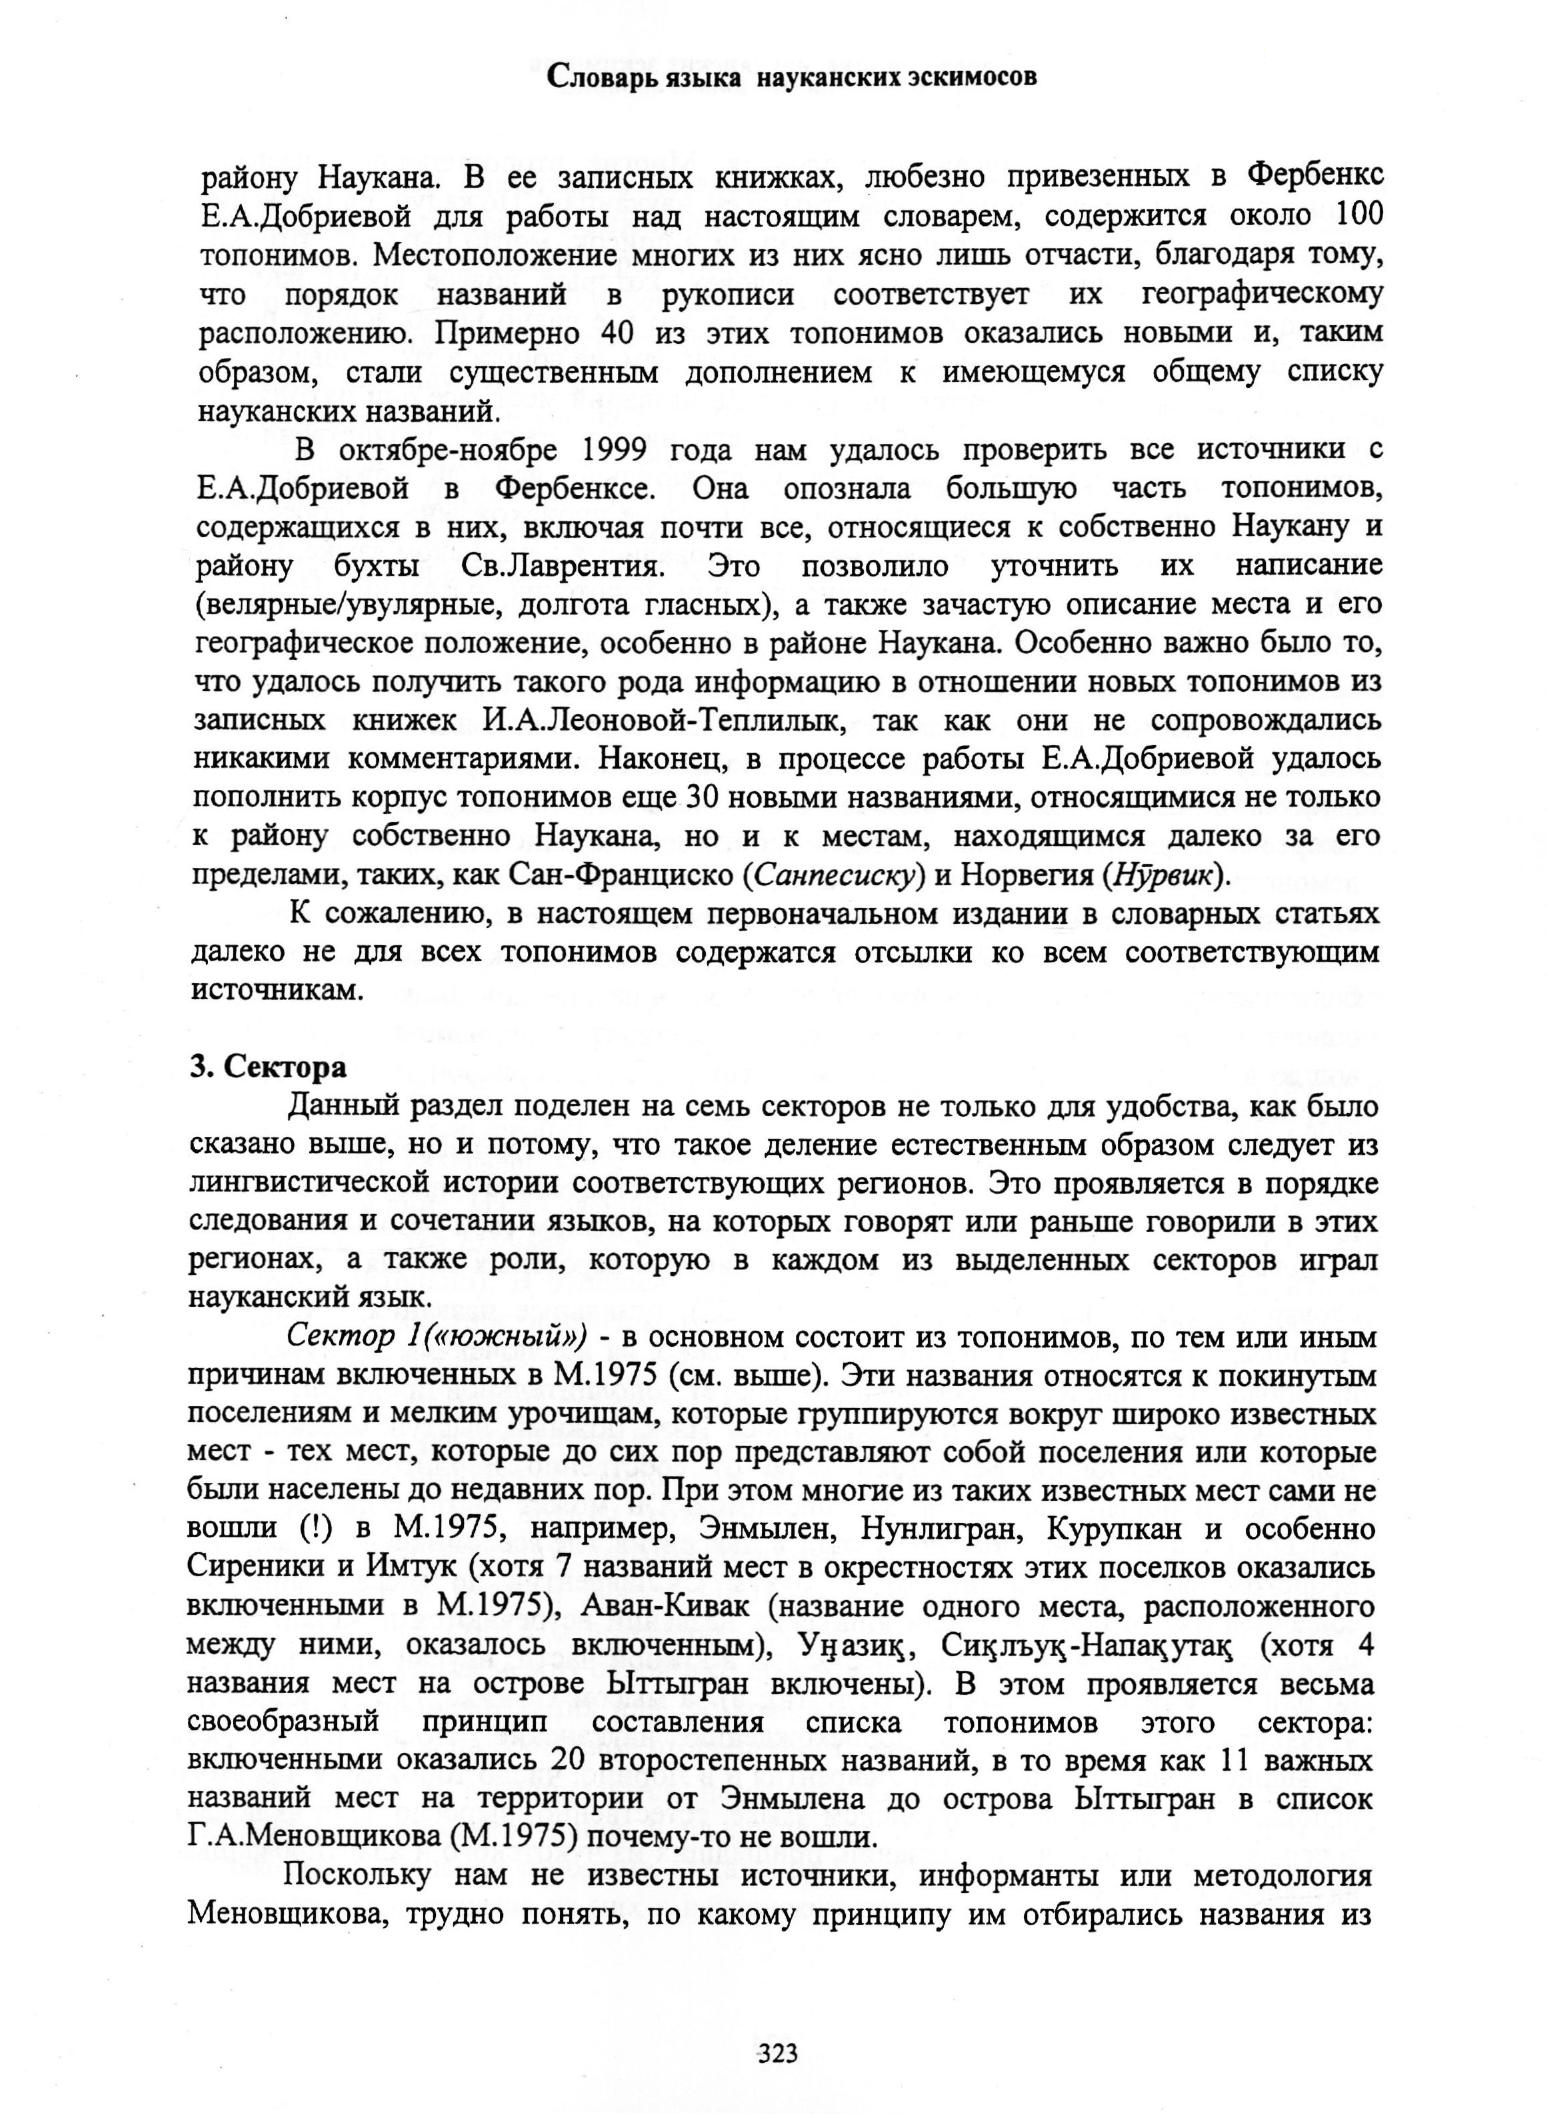 Словарь языка науканских эскимосов
району Наукана. В ее записных книжках, любезно привезенных в Фербенкс
Е.А.Добриевой для работы над настоящим словарем, содержится около 100
топонимов. Местоположение многих из них ясно лишь отчасти, благодаря тому,
что порядок названий в рукописи соответствует их географическому
расположению. Примерно 40 из этих топонимов оказались новыми и, таким
образом, стали существенным дополнением к имеющемуся общему списку
науканских названий.
В октябре-ноябре 1999 года нам удалось проверить все источники с
Е.А.Добриевой в Фербенксе. Она опознала большую часть топонимов,
содержащихся в них, включая почти все, относящиеся к собственно Наукану и
району бухты Св.Лаврентия. Это позволило уточнить их написание
(велярные/увулярные, долгота гласных), а также зачастую описание места и его
географическое положение, особенно в районе Наукана. Особенно важно было то,
что удалось получить такого рода информацию в отношении новых топонимов из
записных книжек И.А.Леоновой-Теплилык, так как они не сопровождались
никакими комментариями. Наконец, в процессе работы Е.А.Добриевой удалось
пополнить корпус топонимов еще 30 новыми названиями, относящимися не только
к району собственно Наукана, но и к местам, находящимся далеко за его
пределами, таких, как Сан-Франциско (Санпесиску) и Норвегия (Нӯрвик).
К сожалению, в настоящем первоначальном издании в словарных статьях
далеко не для всех топонимов содержатся отсылки ко всем соответствующим
источникам.
3. Сектора
Данный раздел поделен на семь секторов не только для удобства, как было
сказано выше, но и потому, что такое деление естественным образом следует из
лингвистической истории соответствующих регионов. Это проявляется в порядке
следования и сочетании языков, на которых говорят или раньше говорили в этих
регионах, а также роли, которую в каждом из выделенных секторов играл
науканский язык.
Сектор 1(«южный») - в основном состоит из топонимов, по тем или иным
причинам включенных в М.1975 (см. выше). Эти названия относятся к покинутым
поселениям и мелким урочищам, которые группируются вокруг широко известных
мест - тех мест, которые до сих пор представляют собой поселения или которые
были населены до недавних пор. При этом многие из таких известных мест сами не
вошли (!) в М.1975, например, Энмылен, Нунлигран, Курупкан и особенно
Сиреники и Имтук (хотя 7 названий мест в окрестностях этих поселков оказались
включенными в М.1975), Аван-Кивак (название одного места, расположенного
между ними, оказалось включенным), Уӈазиӄ, Сиӄлъуӄ-Напаӄутаӄ (хотя 4
названия мест на острове Ыттыгран включены). В этом проявляется весьма
своеобразный принцип составления списка топонимов этого сектора:
включенными оказались 20 второстепенных названий, в то время как 11 важных
названий мест на территории от Энмылена до острова Ыттыгран в список
Г.А.Меновщикова (М.1975) почему-то не вошли.
Поскольку нам не известны источники, информанты или методология
Меновщикова, трудно понять, по какому принципу им отбирались названия из
323